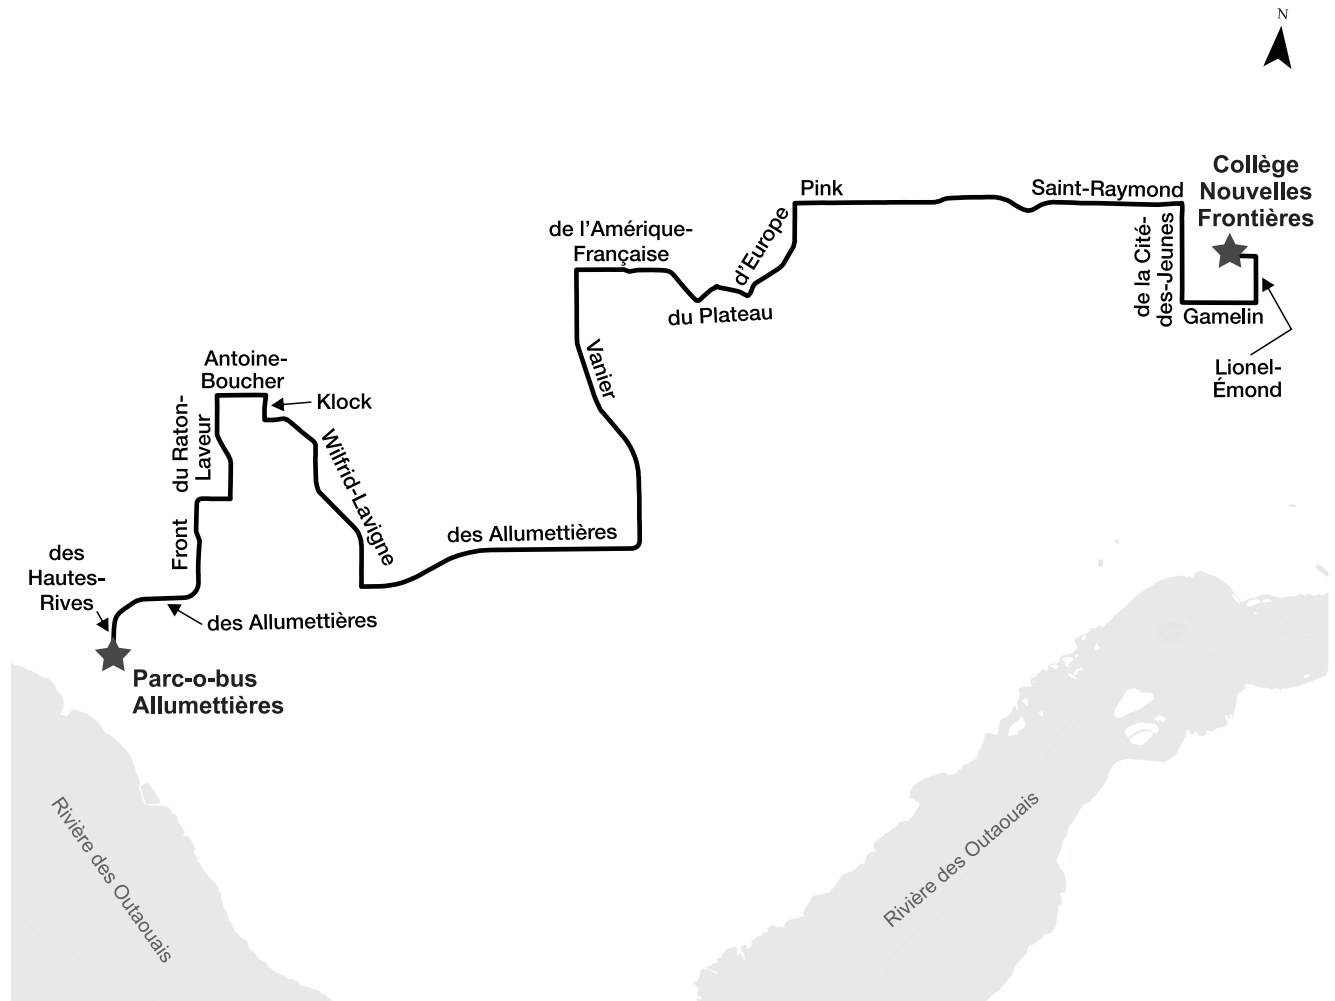 N
Collège
Nouvelles
Frontières
Pink
Saint-Raymond
de l'Amérique-
Française
d'Europe
de la Cité-
des-Jeunes
du Plateau
Gamelin
Lionel-
Émond
Vanier
Antoine-
Boucher
Klock
du Raton-
Laveur
Wilfrid-Lavigne
Front
des Allumettières
des
Hautes-
Rives
des Allumettières
Parc-o-bus
Allumettières
Rivière des Outaouais
Rivière des Outaouais